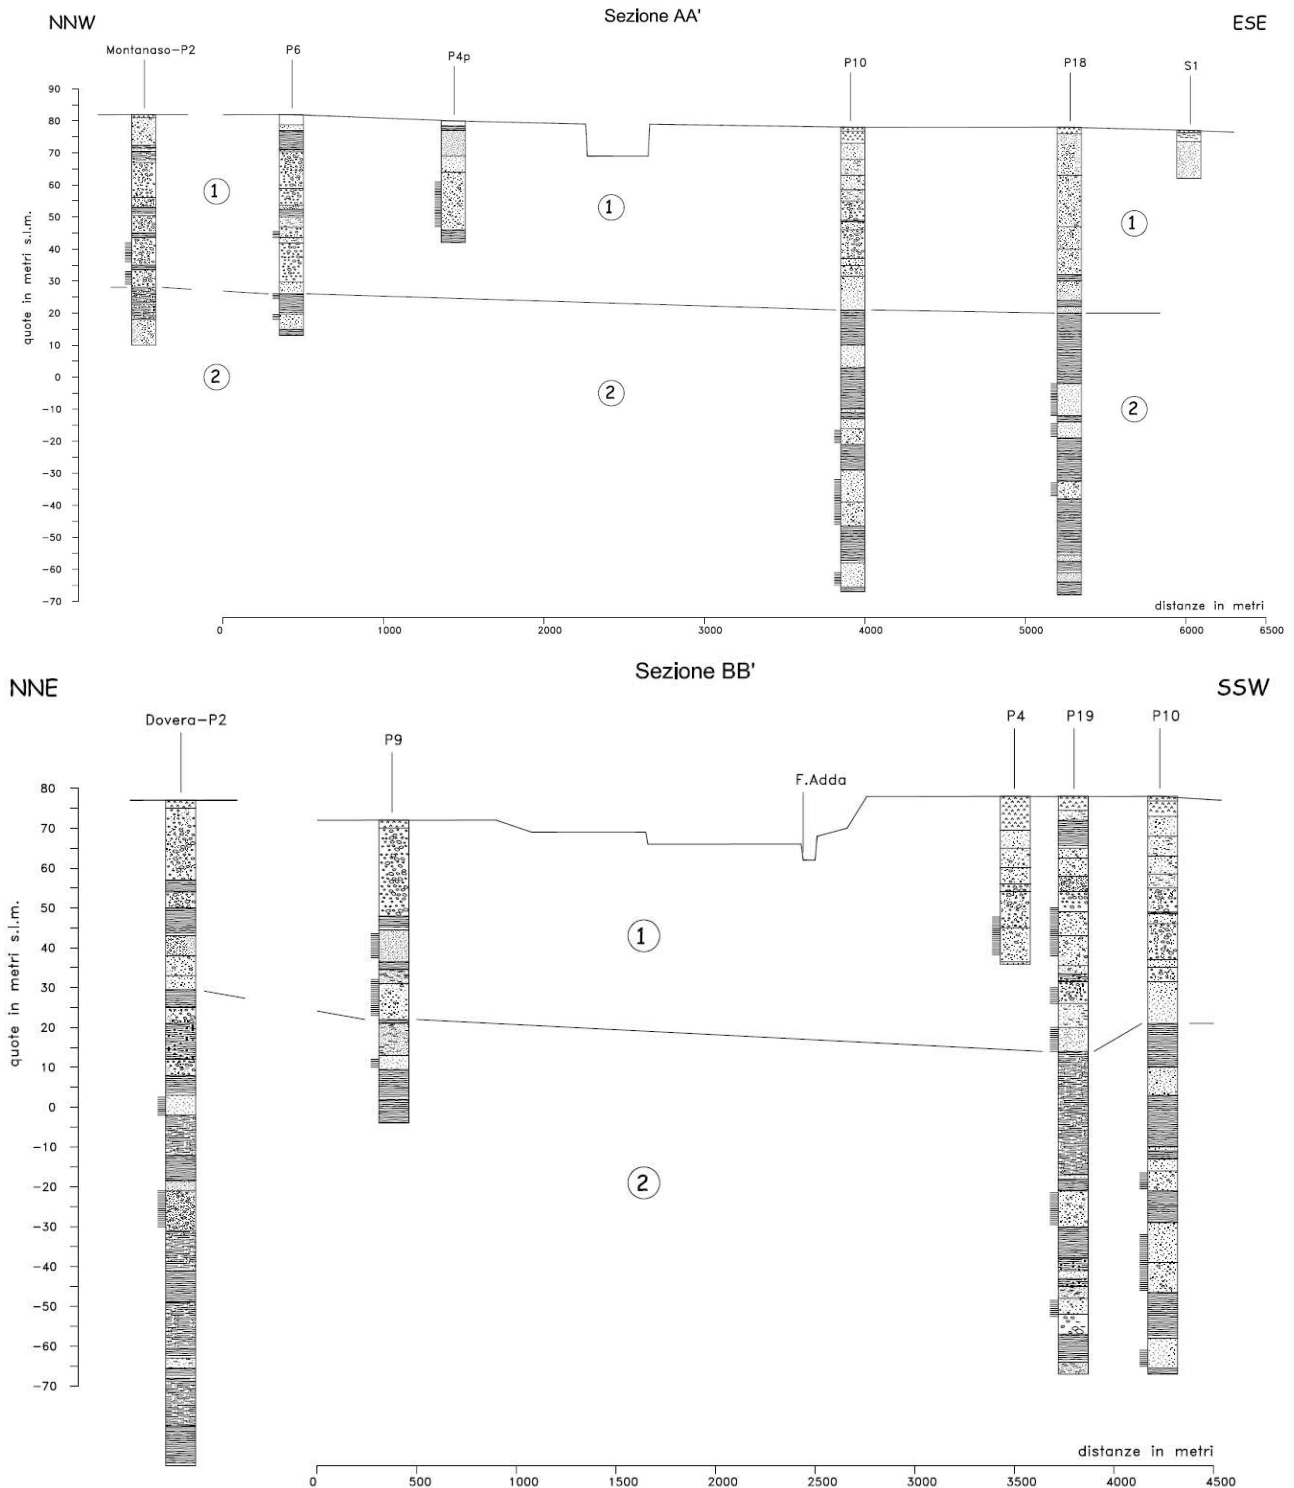 Sezione AA'
NNW ESE
Montanaso-P2 P6 P4p P10 P18 S1
90
80
70
60
50
40
30
20
10
0
-10
-20
-30
-40
-50
-60
-70
quote in metri s.l.m.
1 1 1
2 2 2
distanze in metri
0 1000 2000 3000 4000 5000 6000 6500
Sezione BB'
NNE SSW
Dovera-P2 P9 F.Adda P4 P19 P10
80
70
60
50
40
30
20
10
0
-10
-20
-30
-40
-50
-60
-70
quote in metri s.l.m.
1
2
distanze in metri
0 500 1000 1500 2000 2500 3000 3500 4000 4500